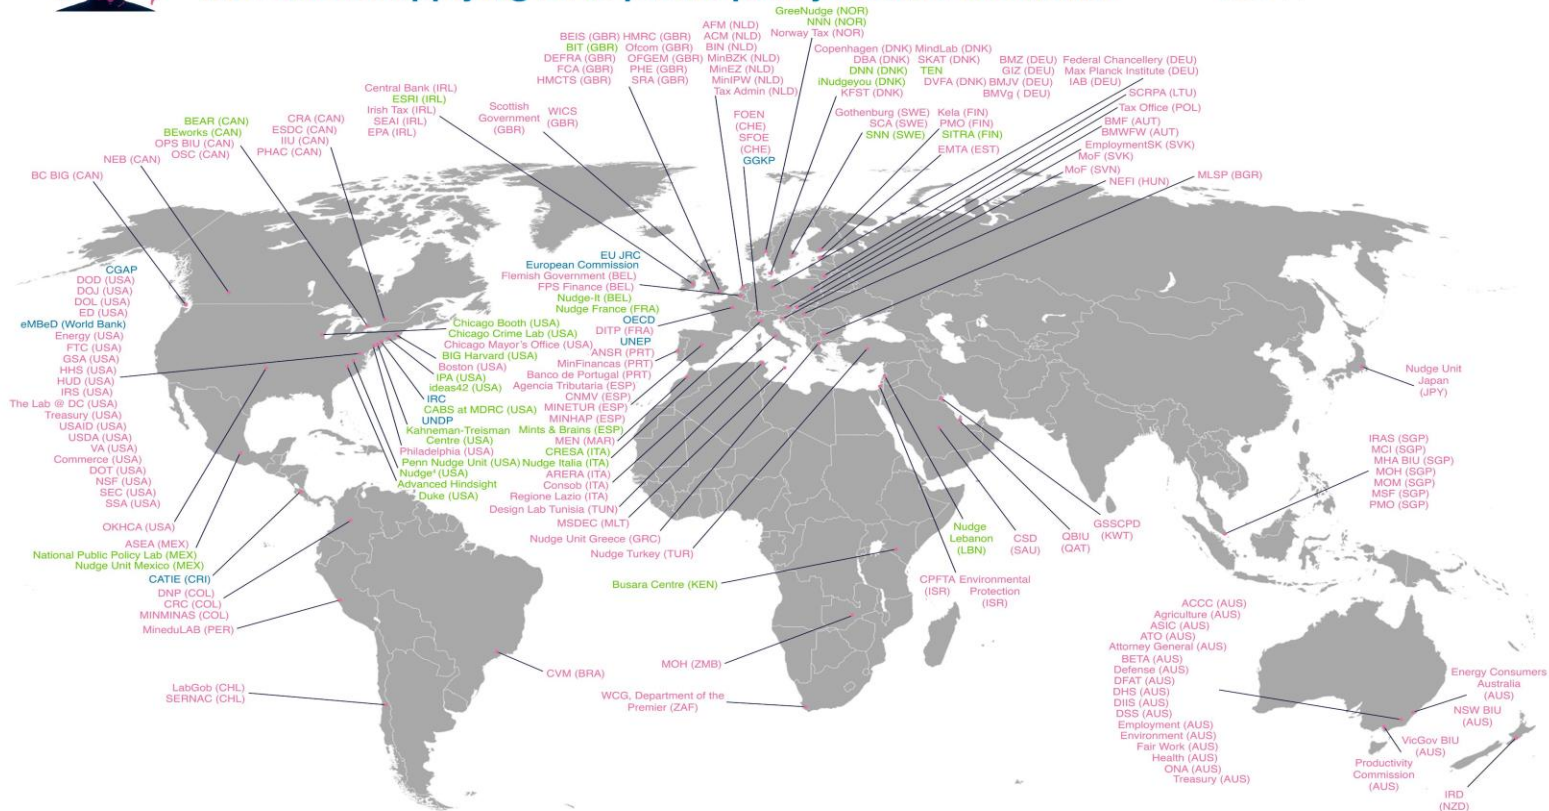 GreeNudge (NOR)
NNN (NOR)
Norway Tax (NOR)
AFM (NLD)
ACM (NLD)
BIN (NLD)
MinBZK (NLD)
MinEZ (NLD)
MinIPW (NLD)
Tax Admin (NLD)
BEIS (GBR) HMRC (GBR)
BIT (GBR) Ofcom (GBR)
DEFRA (GBR) OFGEM (GBR)
FCA (GBR) PHE (GBR)
HMCTS (GBR) SRA (GBR)
Copenhagen (DNK) MindLab (DNK)
DBA (DNK) SKAT (DNK)
DNN (DNK) TEN
iNudgeyou (DNK) DVFA (DNK)
KFST (DNK)
BMZ (DEU)
GIZ (DEU)
BMJV (DEU)
BMVg ( DEU)
Federal Chancellery (DEU)
Max Planck Institute (DEU)
IAB (DEU)
SCRPA (LTU)
Tax Office (POL)
BMF (AUT)
BMWFW (AUT)
EmploymentSK (SVK)
MoF (SVK)
MoF (SVN)
NEFI (HUN)
MLSP (BGR)
Central Bank (IRL)
ESRI (IRL)
Irish Tax (IRL)
SEAI (IRL)
EPA (IRL)
Scottish
Government
(GBR)
WICS
(GBR)
FOEN
(CHE)
SFOE
(CHE)
GGKP
Gothenburg (SWE)
SCA (SWE)
SNN (SWE)
Kela (FIN)
PMO (FIN)
SITRA (FIN)
EMTA (EST)
CRA (CAN)
ESDC (CAN)
IIU (CAN)
PHAC (CAN)
BEAR (CAN)
BEworks (CAN)
OPS BIU (CAN)
OSC (CAN)
NEB (CAN)
BC BIG (CAN)
CGAP
DOD (USA)
DOJ (USA)
DOL (USA)
ED (USA)
eMBeD (World Bank)
Energy (USA)
FTC (USA)
GSA (USA)
HHS (USA)
HUD (USA)
IRS (USA)
The Lab @ DC (USA)
Treasury (USA)
USAID (USA)
USDA (USA)
VA (USA)
Commerce (USA)
DOT (USA)
NSF (USA)
SEC (USA)
SSA (USA)
OKHCA (USA)
ASEA (MEX)
National Public Policy Lab (MEX)
Nudge Unit Mexico (MEX)
CATIE (CRI)
DNP (COL)
CRC (COL)
MINMINAS (COL)
MineduLAB (PER)
LabGob (CHL)
SERNAC (CHL)
CVM (BRA)
Chicago Booth (USA)
Chicago Crime Lab (USA)
Chicago Mayor's Office (USA)
BIG Harvard (USA)
Boston (USA)
IPA (USA)
ideas42 (USA)
IRC
CABS at MDRC (USA)
UNDP
Kahneman-Treisman
Centre (USA)
Philadelphia (USA)
Penn Nudge Unit (USA)
Nudge⁴ (USA)
Advanced Hindsight
Duke (USA)
EU JRC
European Commission
Flemish Government (BEL)
FPS Finance (BEL)
Nudge-It (BEL)
Nudge France (FRA)
OECD
DITP (FRA)
UNEP
ANSR (PRT)
MinFinancas (PRT)
Banco de Portugal (PRT)
Agencia Tributaria (ESP)
CNMV (ESP)
MINETUR (ESP)
MINHAP (ESP)
Mints & Brains (ESP)
MEN (MAR)
CRESA (ITA)
Nudge Italia (ITA)
ARERA (ITA)
Consob (ITA)
Regione Lazio (ITA)
Design Lab Tunisia (TUN)
MSDEC (MLT)
Nudge Unit Greece (GRC)
Nudge Turkey (TUR)
Busara Centre (KEN)
MOH (ZMB)
WCG, Department of the
Premier (ZAF)
Nudge
Lebanon
(LBN)
CPFTA
(ISR)
Environmental
Protection
(ISR)
CSD
(SAU)
QBIU
(QAT)
GSSCPD
(KWT)
Nudge Unit
Japan
(JPY)
IRAS (SGP)
MCI (SGP)
MHA BIU (SGP)
MOH (SGP)
MOM (SGP)
MSF (SGP)
PMO (SGP)
ACCC (AUS)
Agriculture (AUS)
ASIC (AUS)
ATO (AUS)
Attorney General (AUS)
BETA (AUS)
Defense (AUS)
DFAT (AUS)
DHS (AUS)
DIIS (AUS)
DSS (AUS)
Employment (AUS)
Environment (AUS)
Fair Work (AUS)
Health (AUS)
ONA (AUS)
Treasury (AUS)
Energy Consumers
Australia
(AUS)
NSW BIU
(AUS)
VicGov BIU
(AUS)
Productivity
Commission
(AUS)
IRD
(NZD)